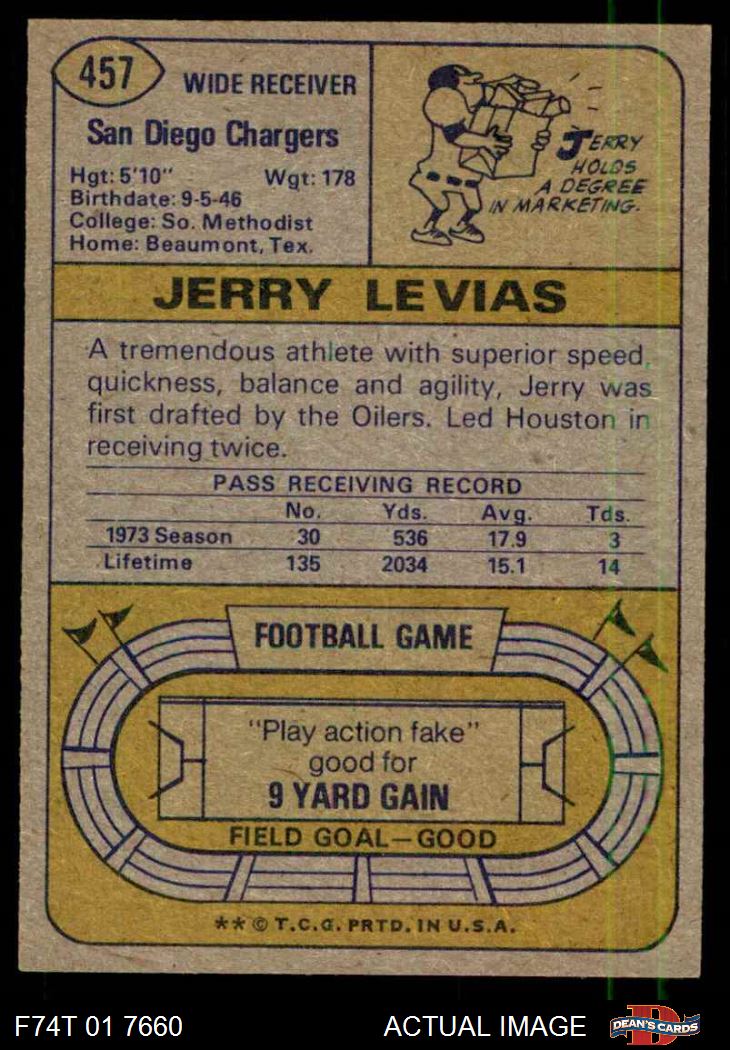 457
WIDE RECEIVER
San Diego Chargers
Hgt: 5'10" Wgt: 178
Birthdate: 9-5-46
College: So. Methodist
Home: Beaumont, Tex.
JERRY
HOLDS
A DEGREE
IN MARKETING.
JERRY LEVIAS
A tremendous athlete with superior speed,
quickness, balance and agility, Jerry was
first drafted by the Oilers. Led Houston in
receiving twice.
PASS RECEIVING RECORD
No. Yds. Avg. Tds.
1973 Season 30 536 17.9 3
Lifetime 135 2034 15.1 14
FOOTBALL GAME
"Play action fake"
good for
9 YARD GAIN
FIELD GOAL—GOOD
** © T.C.G. PRTD. IN U.S.A.
F74T 01 7660 ACTUAL IMAGE D DEAN'S CARDS